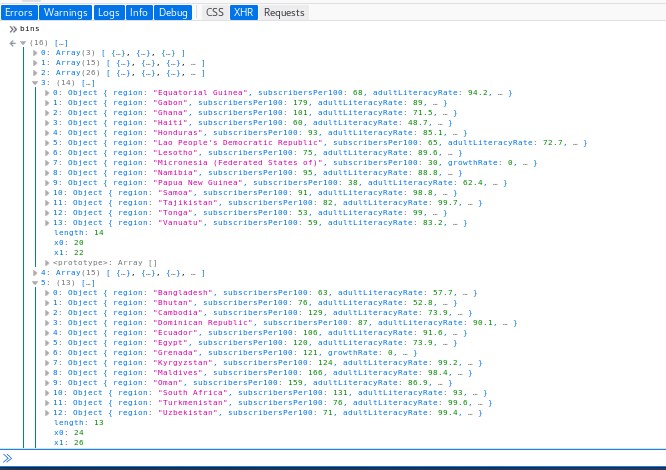 Errors Warnings Logs Info Debug CSS XHR Requests
bins
(16) […]
0: Array(3) [ {…}, {…}, {…} ]
1: Array(15) [ {…}, {…}, {…}, … ]
2: Array(26) [ {…}, {…}, {…}, … ]
3: (14) […]
0: Object { region: "Equatorial Guinea", subscribersPer100: 68, adultLiteracyRate: 94.2, … }
1: Object { region: "Gabon", subscribersPer100: 179, adultLiteracyRate: 89, … }
2: Object { region: "Ghana", subscribersPer100: 101, adultLiteracyRate: 71.5, … }
3: Object { region: "Haiti", subscribersPer100: 60, adultLiteracyRate: 48.7, … }
4: Object { region: "Honduras", subscribersPer100: 93, adultLiteracyRate: 85.1, … }
5: Object { region: "Lao People's Democratic Republic", subscribersPer100: 65, adultLiteracyRate: 72.7, … }
6: Object { region: "Lesotho", subscribersPer100: 75, adultLiteracyRate: 89.6, … }
7: Object { region: "Micronesia (Federated States of)", subscribersPer100: 30, growthRate: 0, … }
8: Object { region: "Namibia", subscribersPer100: 95, adultLiteracyRate: 88.8, … }
9: Object { region: "Papua New Guinea", subscribersPer100: 38, adultLiteracyRate: 62.4, … }
10: Object { region: "Samoa", subscribersPer100: 91, adultLiteracyRate: 98.8, … }
11: Object { region: "Tajikistan", subscribersPer100: 82, adultLiteracyRate: 99.7, … }
12: Object { region: "Tonga", subscribersPer100: 53, adultLiteracyRate: 99, … }
13: Object { region: "Vanuatu", subscribersPer100: 59, adultLiteracyRate: 83.2, … }
length: 14
x0: 20
x1: 22
<prototype>: Array []
4: Array(15) [ {…}, {…}, {…}, … ]
5: (13) […]
0: Object { region: "Bangladesh", subscribersPer100: 63, adultLiteracyRate: 57.7, … }
1: Object { region: "Bhutan", subscribersPer100: 76, adultLiteracyRate: 52.8, … }
2: Object { region: "Cambodia", subscribersPer100: 129, adultLiteracyRate: 73.9, … }
3: Object { region: "Dominican Republic", subscribersPer100: 87, adultLiteracyRate: 90.1, … }
4: Object { region: "Ecuador", subscribersPer100: 106, adultLiteracyRate: 91.6, … }
5: Object { region: "Egypt", subscribersPer100: 120, adultLiteracyRate: 73.9, … }
6: Object { region: "Grenada", subscribersPer100: 121, growthRate: 0, … }
7: Object { region: "Kyrgyzstan", subscribersPer100: 124, adultLiteracyRate: 99.2, … }
8: Object { region: "Maldives", subscribersPer100: 166, adultLiteracyRate: 98.4, … }
9: Object { region: "Oman", subscribersPer100: 159, adultLiteracyRate: 86.9, … }
10: Object { region: "South Africa", subscribersPer100: 131, adultLiteracyRate: 93, … }
11: Object { region: "Turkmenistan", subscribersPer100: 76, adultLiteracyRate: 99.6, … }
12: Object { region: "Uzbekistan", subscribersPer100: 71, adultLiteracyRate: 99.4, … }
length: 13
x0: 24
x1: 26